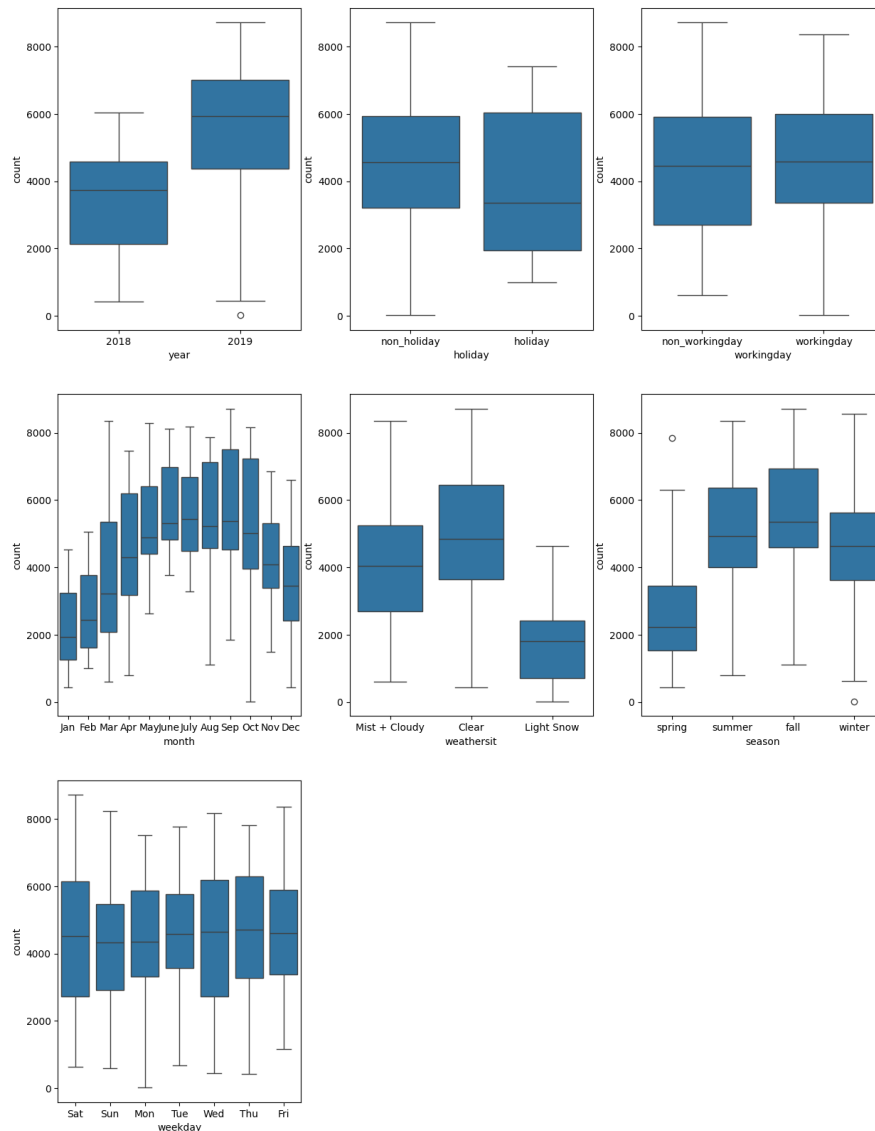 8000
6000
4000
2000
0
count
2018 2019
year
8000
6000
4000
2000
0
count
non_holiday holiday
holiday
8000
6000
4000
2000
0
count
non_workingday workingday
workingday
8000
6000
4000
2000
0
count
Jan Feb Mar Apr May June July Aug Sep Oct Nov Dec
month
8000
6000
4000
2000
0
count
Mist + Cloudy Clear Light Snow
weathersit
8000
6000
4000
2000
0
count
spring summer fall winter
season
8000
6000
4000
2000
0
count
Sat Sun Mon Tue Wed Thu Fri
weekday